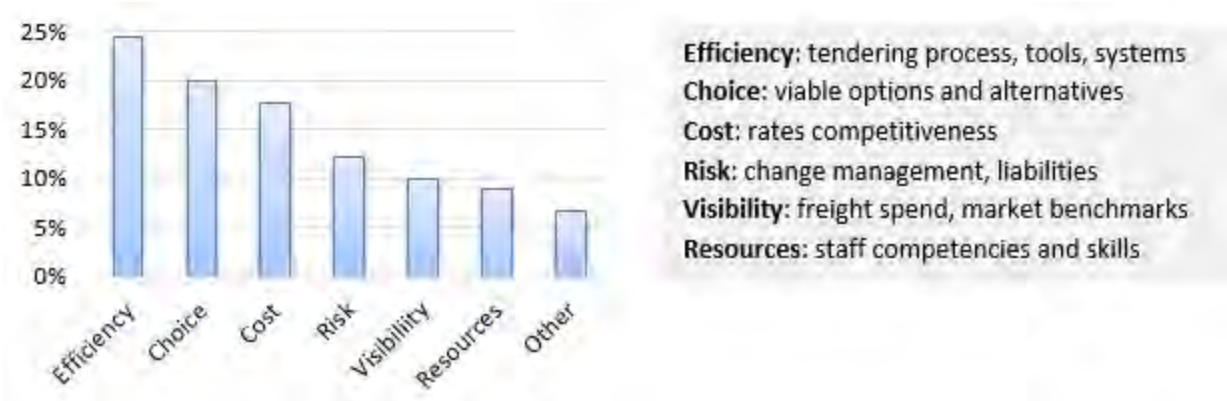 25%
20%
15%
10%
5%
0%
Efficiency
Choice
Cost
Risk
Visibiliity
Resources
Other
Efficiency: tendering process, tools, systems
Choice: viable options and alternatives
Cost: rates competitiveness
Risk: change management, liabilities
Visibility: freight spend, market benchmarks
Resources: staff competencies and skills